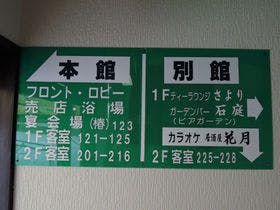 本館
フロント・ロビー
売店・浴場
宴会場(椿)123
1F客室 121-125
2F客室 201-216
別館
1Fティーラウンジ さより
ガーデンバー 石庭
(ビアガーデン)
カラオケ 居酒屋 花月
2F客室 225-228